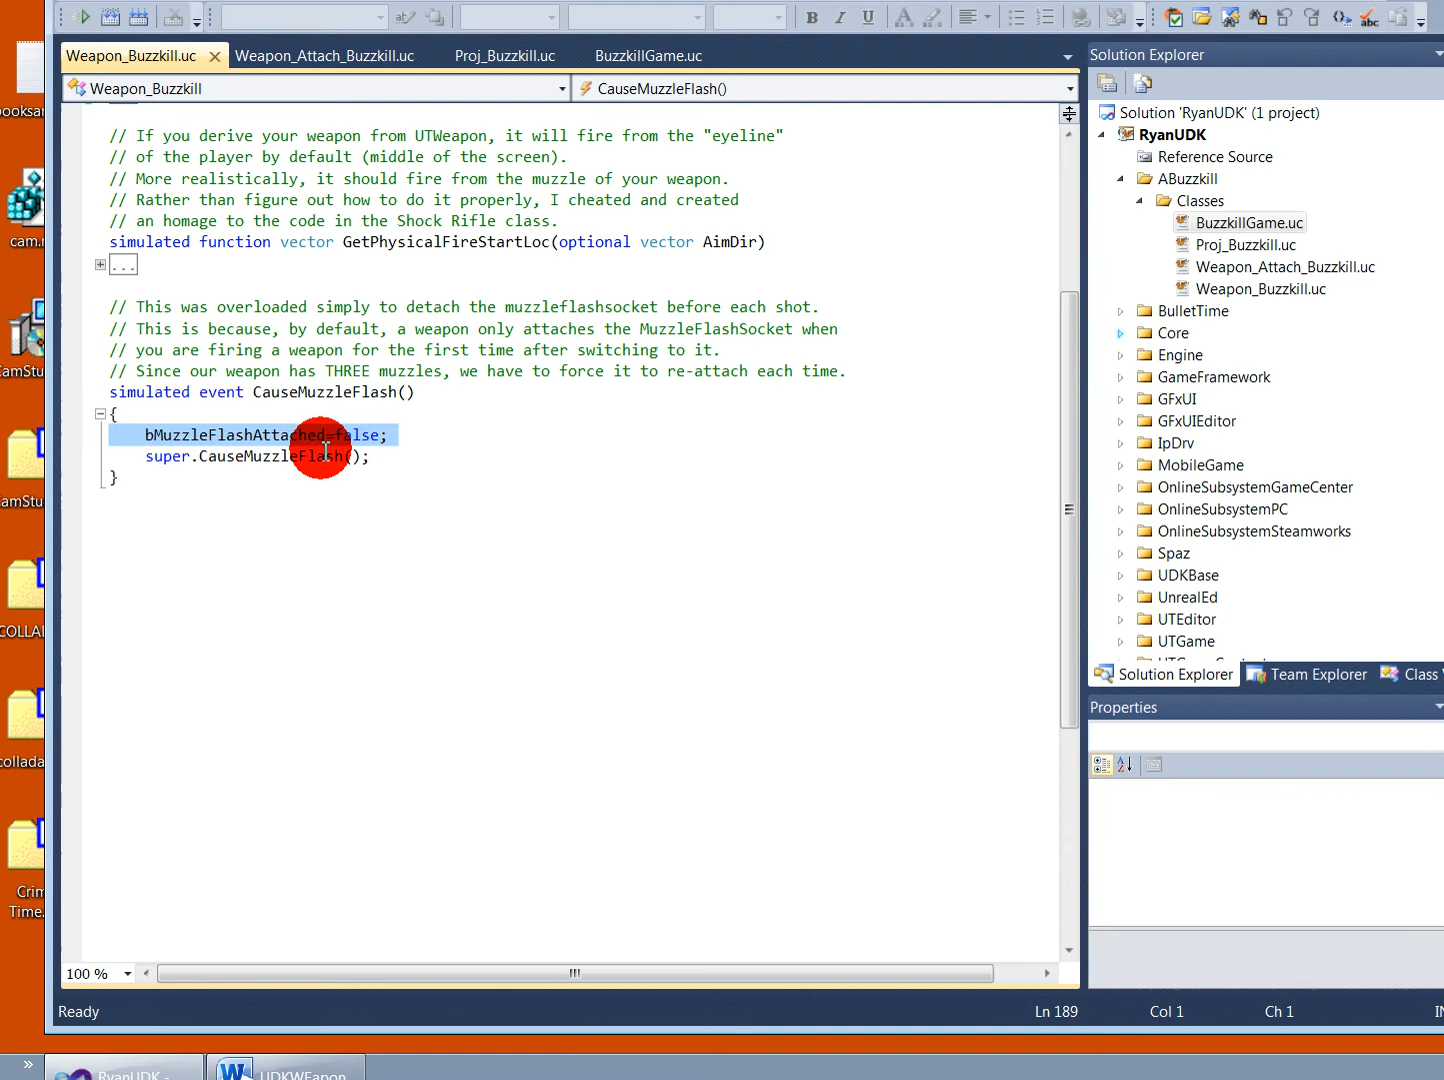 B I U
Weapon_Buzzkill.uc
Weapon_Attach_Buzzkill.uc
Proj_Buzzkill.uc
BuzzkillGame.uc
Weapon_Buzzkill
CauseMuzzleFlash()
// If you derive your weapon from UTWeapon, it will fire from the "eyeline"
// of the player by default (middle of the screen).
// More realistically, it should fire from the muzzle of your weapon.
// Rather than figure out how to do it properly, I cheated and created
// an homage to the code in the Shock Rifle class.
simulated function vector GetPhysicalFireStartLoc(optional vector AimDir)
...
// This was overloaded simply to detach the muzzleflashsocket before each shot.
// This is because, by default, a weapon only attaches the MuzzleFlashSocket when
// you are firing a weapon for the first time after switching to it.
// Since our weapon has THREE muzzles, we have to force it to re-attach each time.
simulated event CauseMuzzleFlash()
{
bMuzzleFlashAttached=false;
super.CauseMuzzleFlash();
}
100 %
Ready
Ln 189
Col 1
Ch 1
IN
Solution Explorer
Solution 'RyanUDK' (1 project)
RyanUDK
Reference Source
ABuzzkill
Classes
BuzzkillGame.uc
Proj_Buzzkill.uc
Weapon_Attach_Buzzkill.uc
Weapon_Buzzkill.uc
BulletTime
Core
Engine
GameFramework
GFxUI
GFxUIEditor
IpDrv
MobileGame
OnlineSubsystemGameCenter
OnlineSubsystemPC
OnlineSubsystemSteamworks
Spaz
UDKBase
UnrealEd
UTEditor
UTGame
Solution Explorer
Team Explorer
Class
Properties
ooksa
cam.
amStu
amStu
COLLA
collada
Crim
Time.
RyanUDK -
UDKWEapon